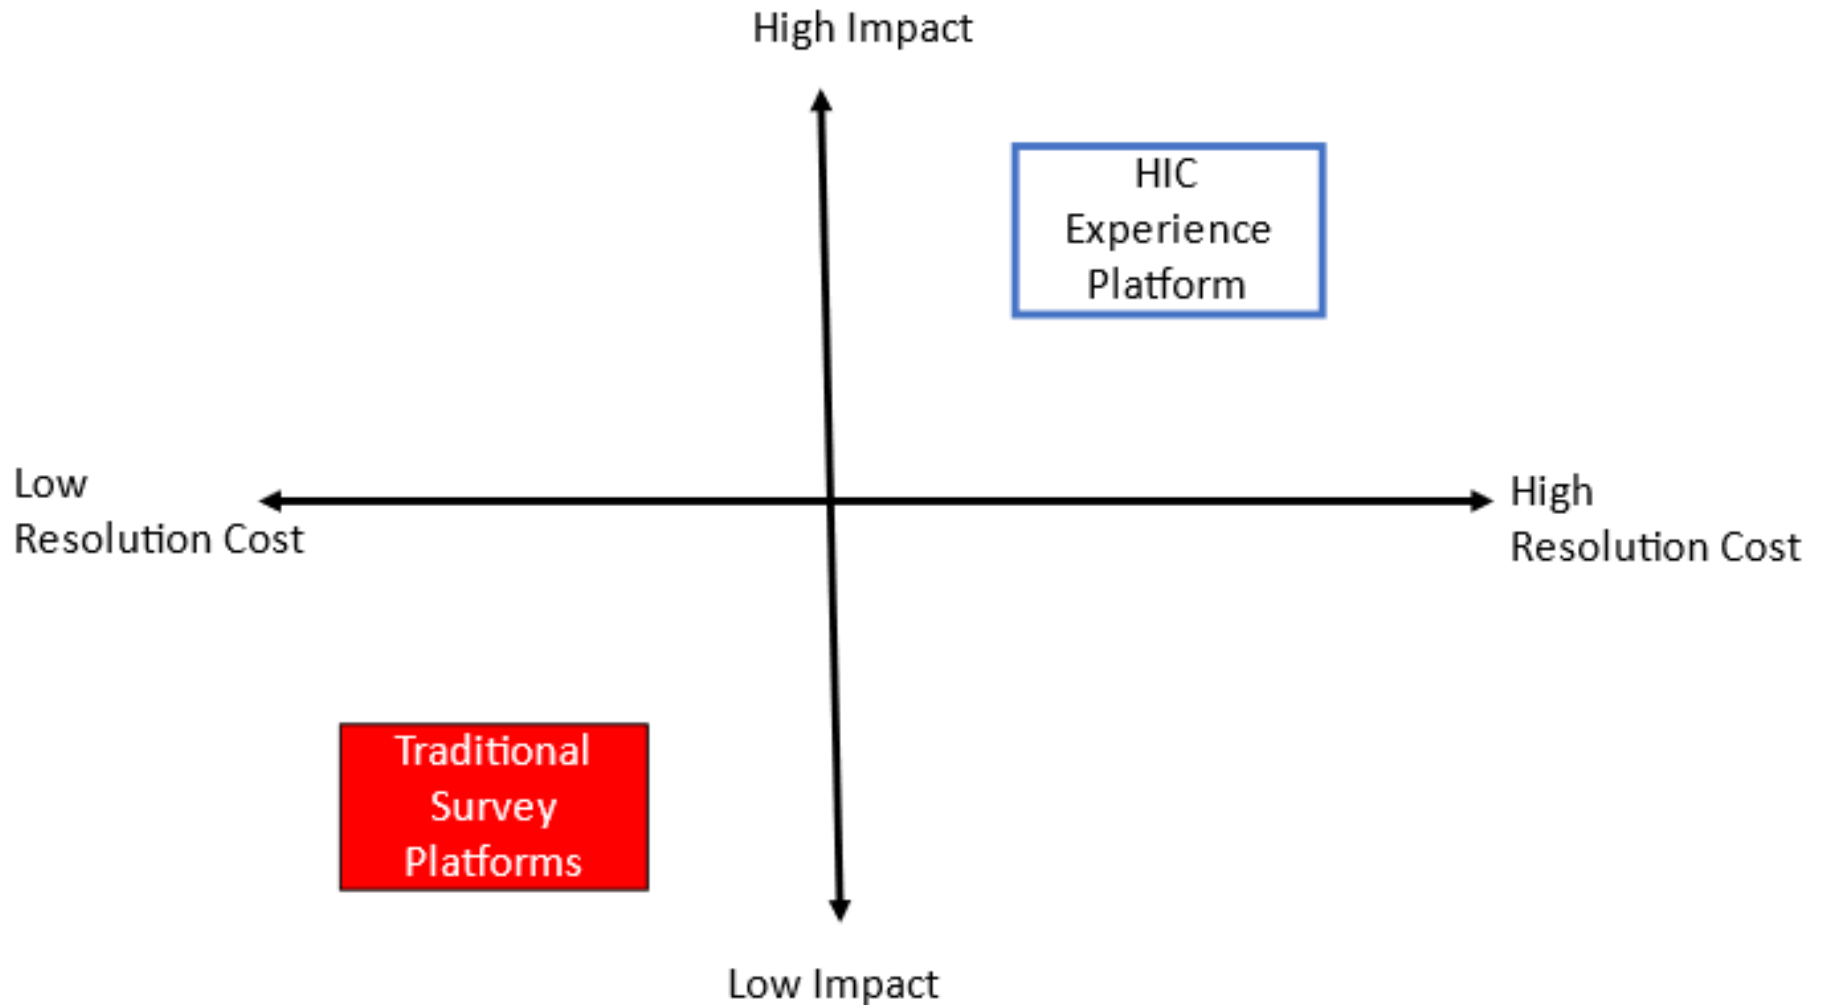 High Impact
HIC
Experience
Platform
Low
Resolution Cost
High
Resolution Cost
Traditional
Survey
Platforms
Low Impact